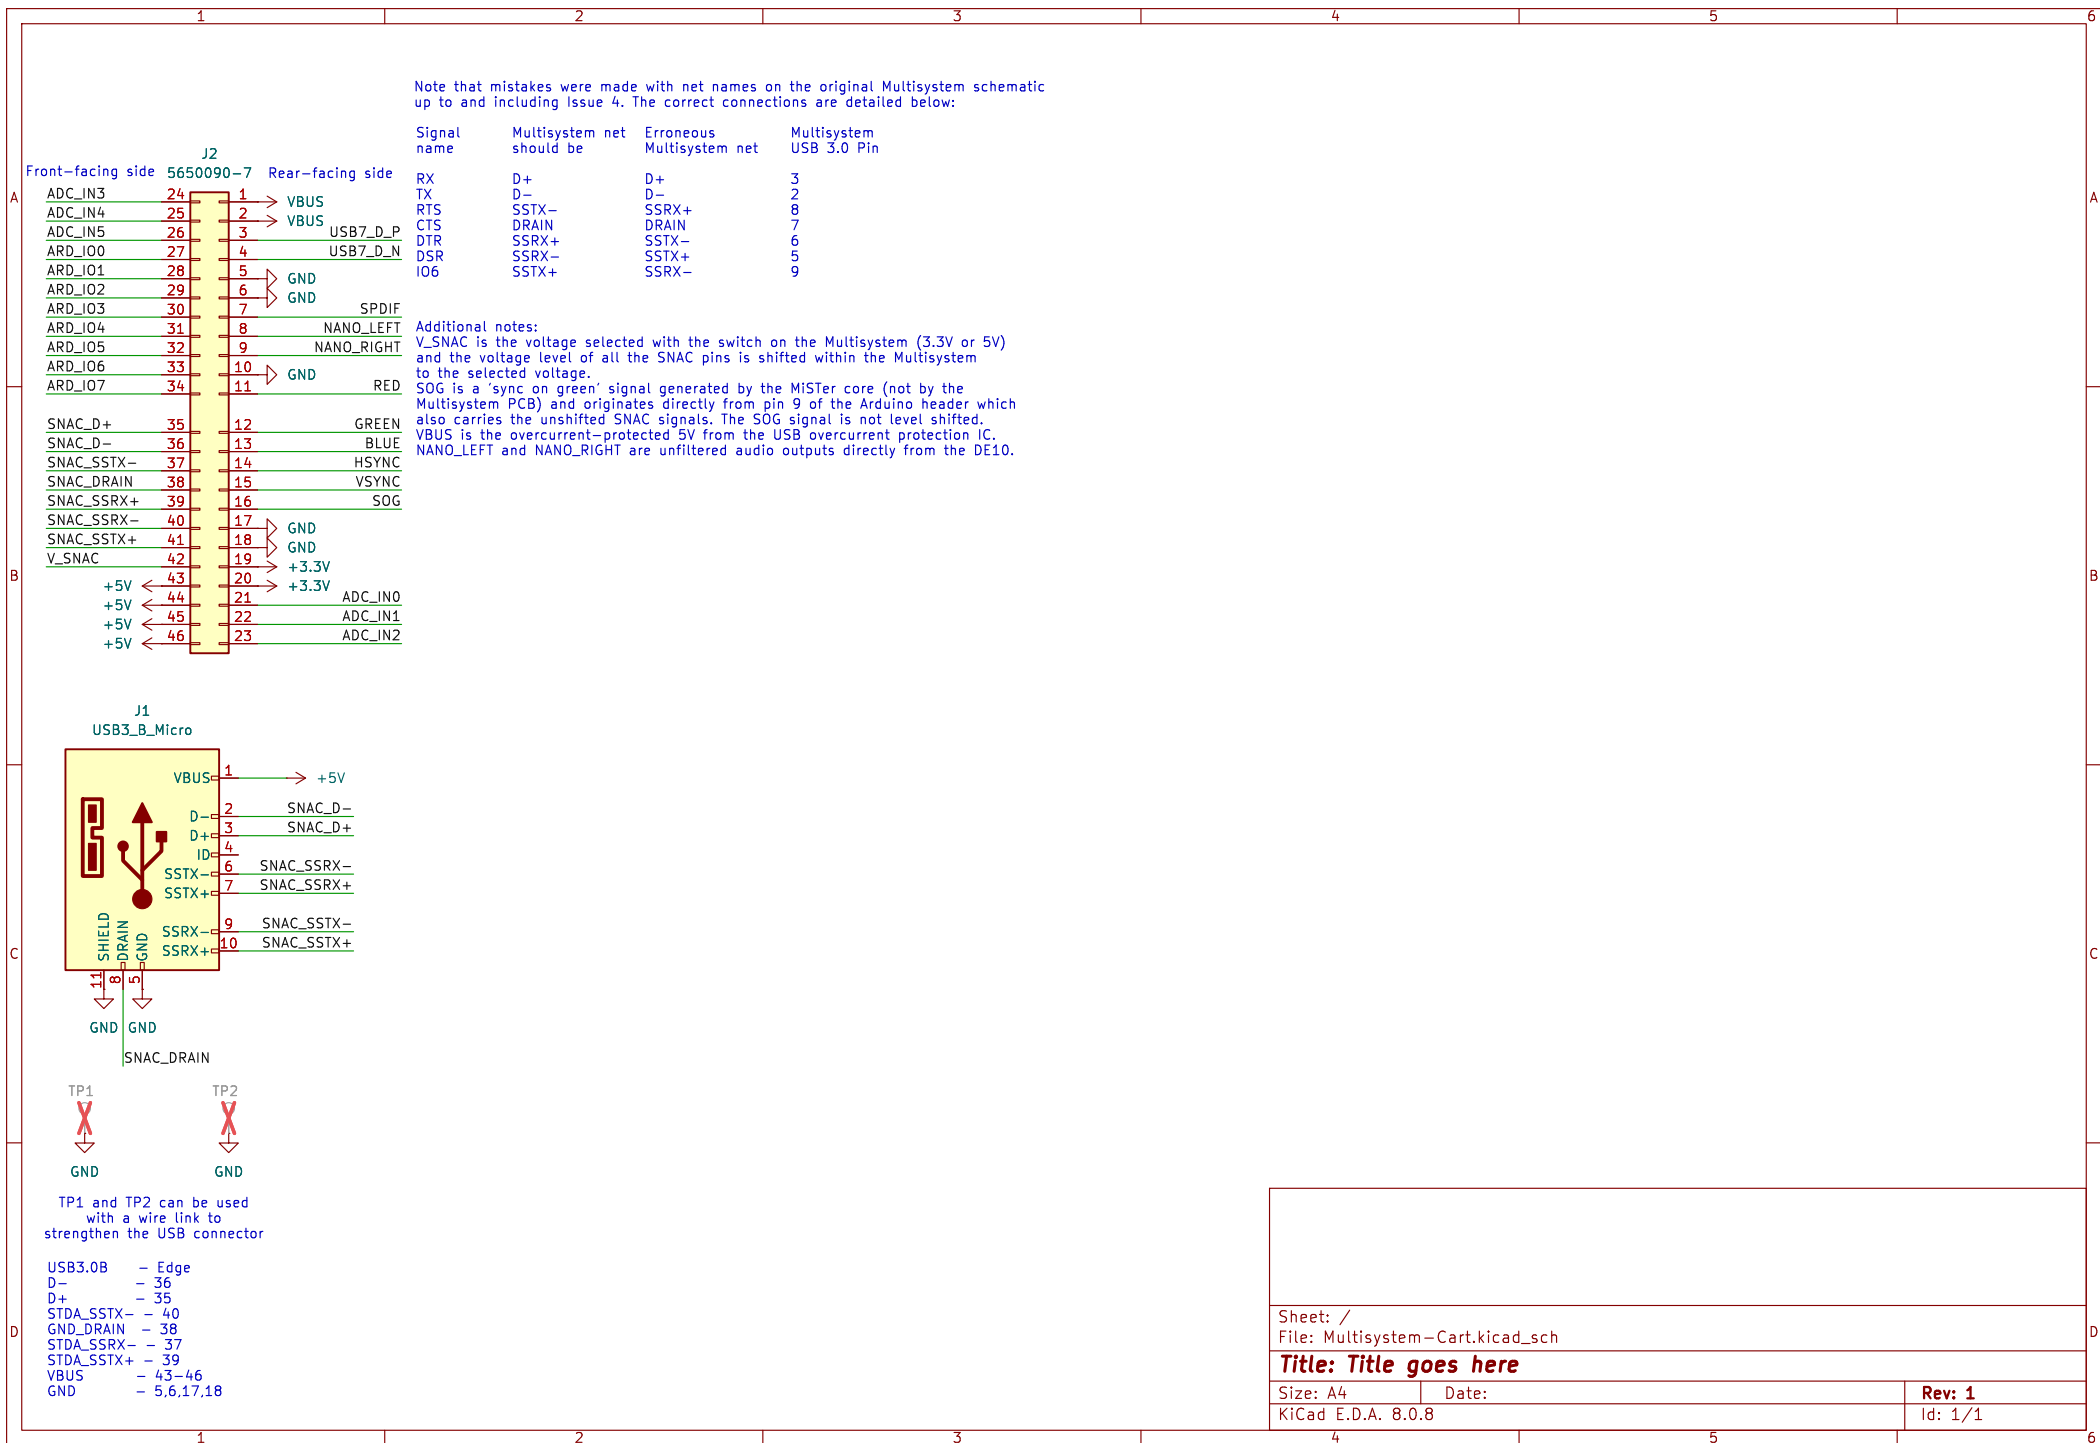 1 2 3 4 5 6
Note that mistakes were made with net names on the original Multisystem schematic
up to and including Issue 4. The correct connections are detailed below:
Signal Multisystem net Erroneous Multisystem
name should be Multisystem net USB 3.0 Pin
RX D+ D+ 3
TX D- D- 2
RTS SSTX- SSRX+ 8
CTS DRAIN DRAIN 7
DTR SSRX+ SSTX- 6
DSR SSRX- SSTX+ 5
IO6 SSTX+ SSRX- 9
Additional notes:
V_SNAC is the voltage selected with the switch on the Multisystem (3.3V or 5V)
and the voltage level of all the SNAC pins is shifted within the Multisystem
to the selected voltage.
SOG is a 'sync on green' signal generated by the MiSTer core (not by the
Multisystem PCB) and originates directly from pin 9 of the Arduino header which
also carries the unshifted SNAC signals. The SOG signal is not level shifted.
VBUS is the overcurrent-protected 5V from the USB overcurrent protection IC.
NANO_LEFT and NANO_RIGHT are unfiltered audio outputs directly from the DE10.
J2
Front-facing side 5650090-7 Rear-facing side
ADC_IN3 24 1 VBUS
ADC_IN4 25 2 VBUS
ADC_IN5 26 3 USB7_D_P
ARD_IO0 27 4 USB7_D_N
ARD_IO1 28 5 GND
ARD_IO2 29 6 GND
ARD_IO3 30 7 SPDIF
ARD_IO4 31 8 NANO_LEFT
ARD_IO5 32 9 NANO_RIGHT
ARD_IO6 33 10 GND
ARD_IO7 34 11 RED
SNAC_D+ 35 12 GREEN
SNAC_D- 36 13 BLUE
SNAC_SSTX- 37 14 HSYNC
SNAC_DRAIN 38 15 VSYNC
SNAC_SSRX+ 39 16 SOG
SNAC_SSRX- 40 17 GND
SNAC_SSTX+ 41 18 GND
V_SNAC 42 19 +3.3V
+5V 43 20 +3.3V
+5V 44 21 ADC_IN0
+5V 45 22 ADC_IN1
+5V 46 23 ADC_IN2
J1
USB3_B_Micro
VBUS 1 +5V
D- 2 SNAC_D-
D+ 3 SNAC_D+
ID 4
SSTX- 6 SNAC_SSRX-
SSTX+ 7 SNAC_SSRX+
SSRX- 9 SNAC_SSTX-
SSRX+ 10 SNAC_SSTX+
SHIELD DRAIN GND
11 8 5
GND GND
SNAC_DRAIN
TP1 TP2
GND GND
TP1 and TP2 can be used
with a wire link to
strengthen the USB connector
USB3.0B - Edge
D- - 36
D+ - 35
STDA_SSTX- - 40
GND_DRAIN - 38
STDA_SSRX- - 37
STDA_SSTX+ - 39
VBUS - 43-46
GND - 5,6,17,18
A A
B B
C C
D D
Sheet: /
File: Multisystem-Cart.kicad_sch
Title: Title goes here
Size: A4 Date: Rev: 1
KiCad E.D.A. 8.0.8 Id: 1/1
1 2 3 4 5 6